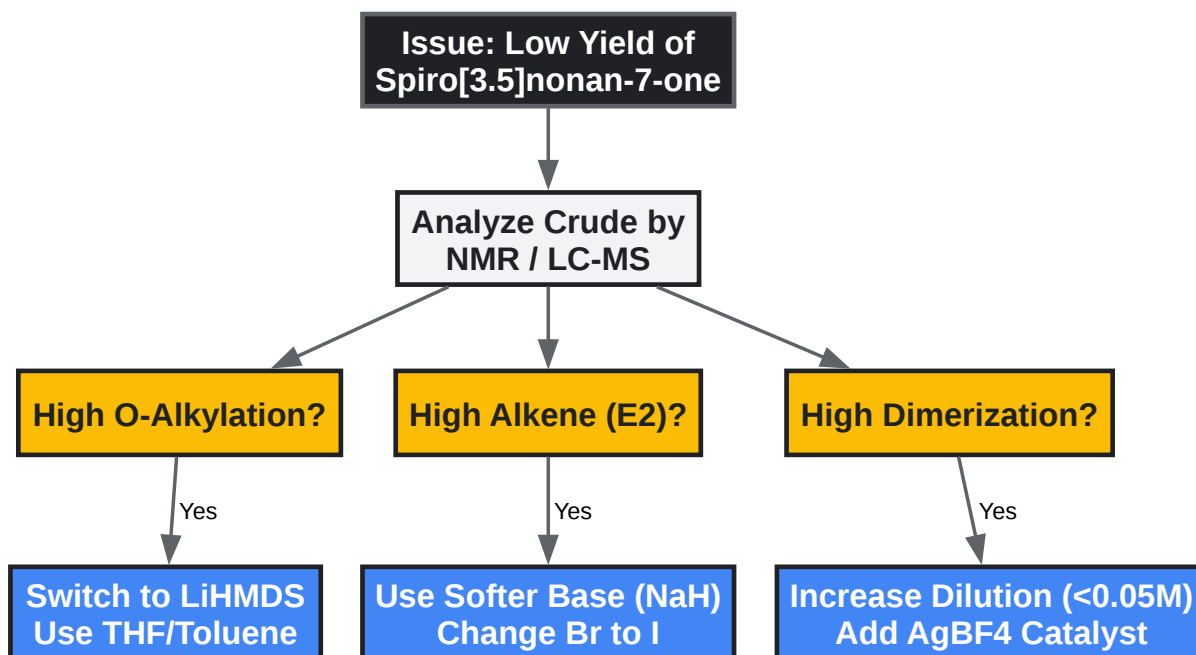 Issue: Low Yield of
Spiro[3.5]nonan-7-one
Analyze Crude by
NMR / LC-MS
High O-Alkylation?
High Alkene (E2)?
High Dimerization?
Yes
Yes
Yes
Switch to LiHMDS
Use THF/Toluene
Use Softer Base (NaH)
Change Br to I
Increase Dilution (<0.05M)
Add AgBF4 Catalyst